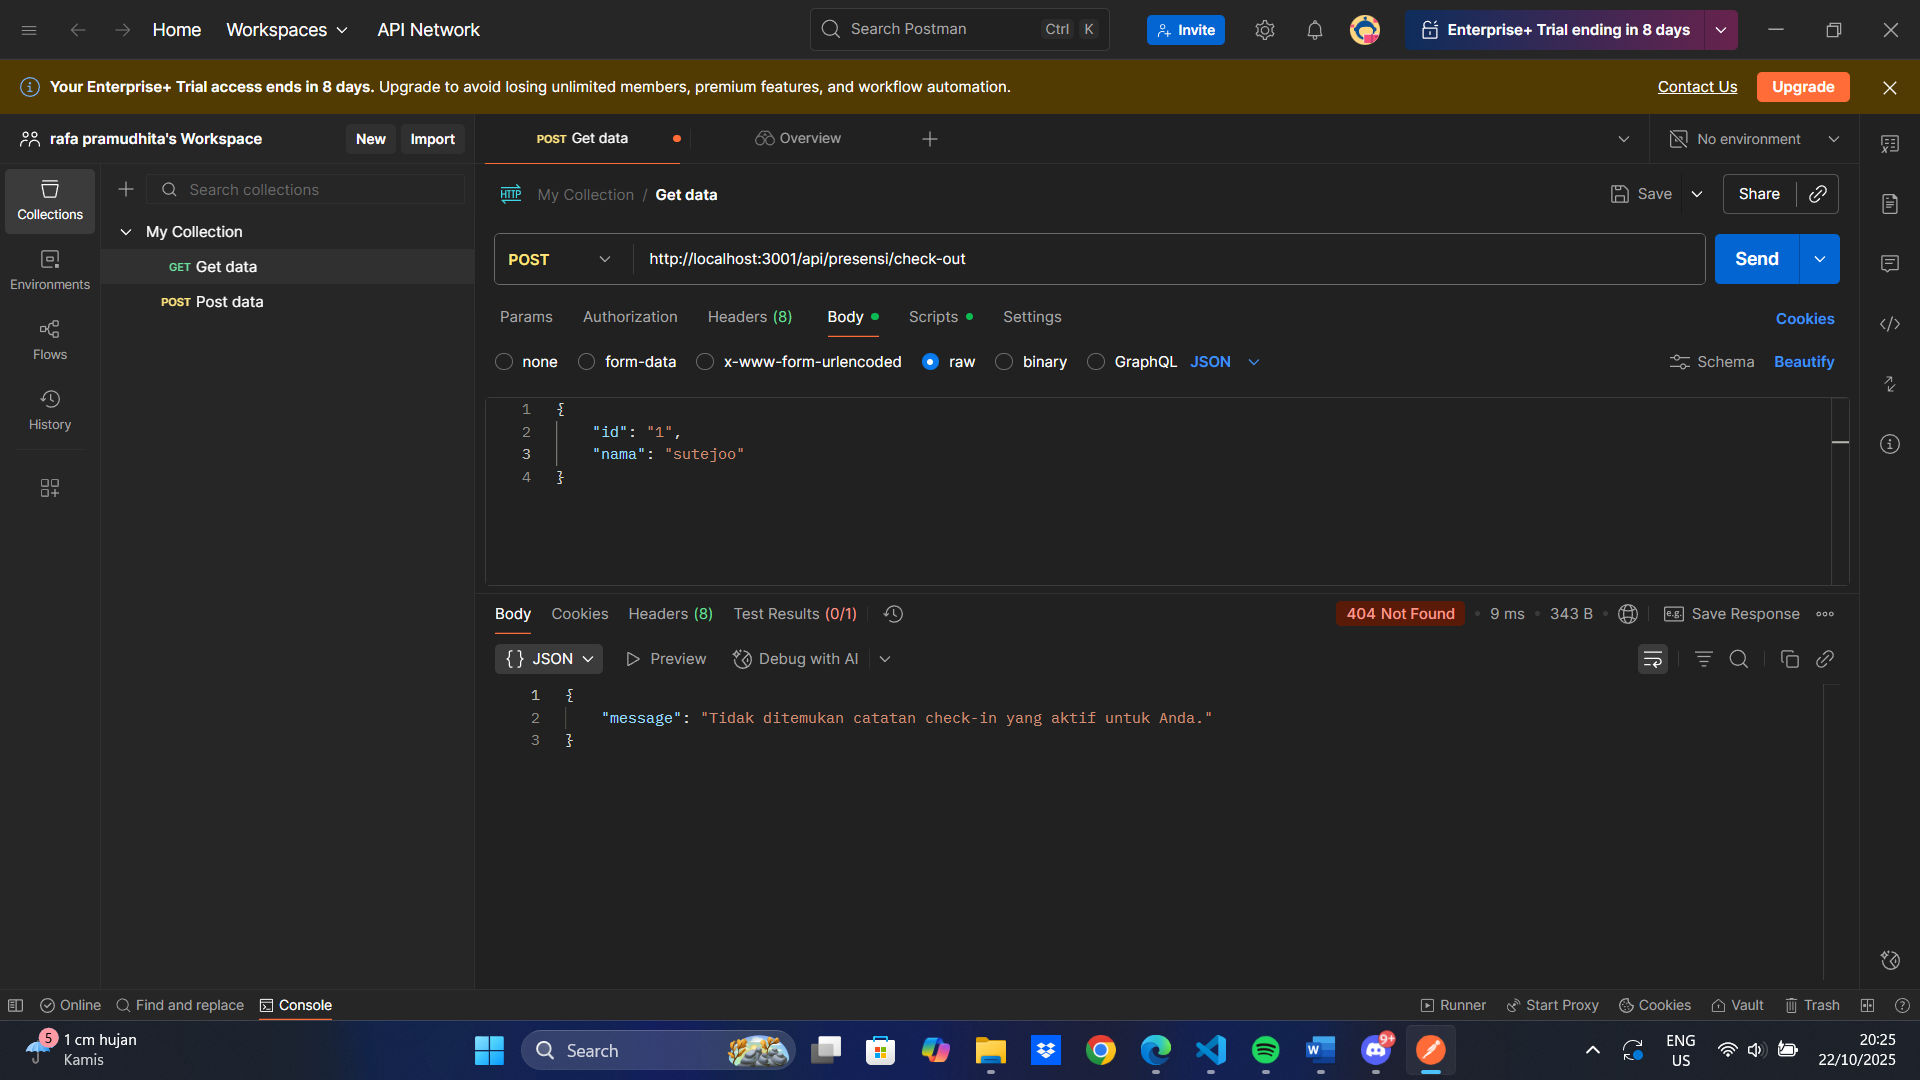 Home
Workspaces
API Network
Search Postman
Ctrl K
Invite
Enterprise+ Trial ending in 8 days
Your Enterprise+ Trial access ends in 8 days. Upgrade to avoid losing unlimited members, premium features, and workflow automation.
Contact Us
Upgrade
rafa pramudhita's Workspace
New
Import
POST Get data
Overview
No environment
Collections
Environments
Flows
History
Search collections
My Collection
GET Get data
POST Post data
HTTP
My Collection / Get data
Save
Share
POST
http://localhost:3001/api/presensi/check-out
Send
Params
Authorization
Headers (8)
Body
Scripts
Settings
Cookies
none
form-data
x-www-form-urlencoded
raw
binary
GraphQL
JSON
Schema
Beautify
1 {
2 "id": "1",
3 "nama": "sutejoo"
4 }
Body
Cookies
Headers (8)
Test Results (0/1)
404 Not Found
9 ms
343 B
e.g. Save Response
{} JSON
Preview
Debug with AI
1 {
2 "message": "Tidak ditemukan catatan check-in yang aktif untuk Anda."
3 }
Online
Find and replace
Console
Runner
Start Proxy
Cookies
Vault
Trash
5
1 cm hujan
Kamis
Search
9+
ENG
US
20:25
22/10/2025